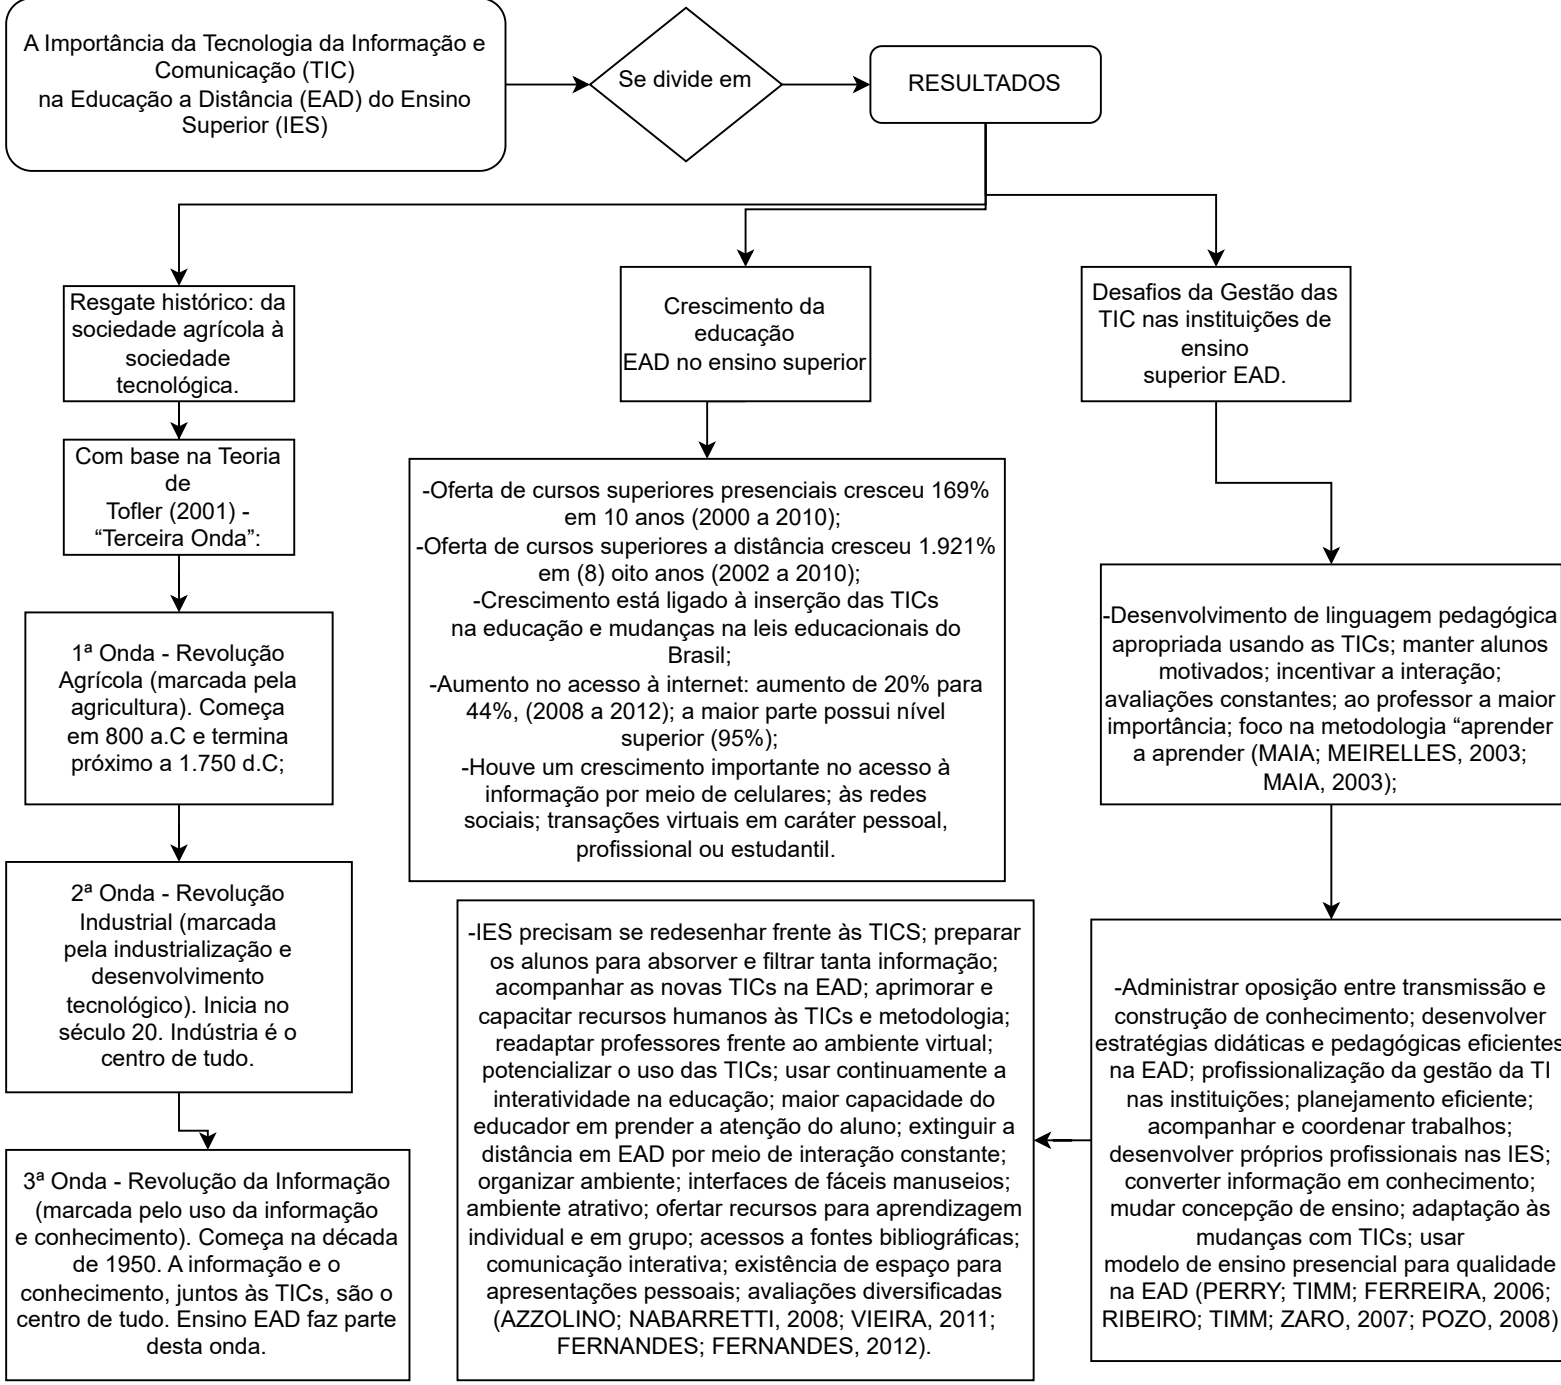 A Importância da Tecnologia da Informação e
Comunicação (TIC)
na Educação a Distância (EAD) do Ensino
Superior (IES)
Se divide em
RESULTADOS
Resgate histórico: da
sociedade agrícola à
sociedade
tecnológica.
Com base na Teoria
de
Tofler (2001) -
“Terceira Onda”:
1ª Onda - Revolução
Agrícola (marcada pela
agricultura). Começa
em 800 a.C e termina
próximo a 1.750 d.C;
2ª Onda - Revolução
Industrial (marcada
pela industrialização e
desenvolvimento
tecnológico). Inicia no
século 20. Indústria é o
centro de tudo.
3ª Onda - Revolução da Informação
(marcada pelo uso da informação
e conhecimento). Começa na década
de 1950. A informação e o
conhecimento, juntos às TICs, são o
centro de tudo. Ensino EAD faz parte
desta onda.
Crescimento da
educação
EAD no ensino superior
-Oferta de cursos superiores presenciais cresceu 169%
em 10 anos (2000 a 2010);
-Oferta de cursos superiores a distância cresceu 1.921%
em (8) oito anos (2002 a 2010);
-Crescimento está ligado à inserção das TICs
na educação e mudanças na leis educacionais do
Brasil;
-Aumento no acesso à internet: aumento de 20% para
44%, (2008 a 2012); a maior parte possui nível
superior (95%);
-Houve um crescimento importante no acesso à
informação por meio de celulares; às redes
sociais; transações virtuais em caráter pessoal,
profissional ou estudantil.
Desafios da Gestão das
TIC nas instituições de
ensino
superior EAD.
-Desenvolvimento de linguagem pedagógica
apropriada usando as TICs; manter alunos
motivados; incentivar a interação;
avaliações constantes; ao professor a maior
importância; foco na metodologia “aprender
a aprender (MAIA; MEIRELLES, 2003;
MAIA, 2003);
-Administrar oposição entre transmissão e
construção de conhecimento; desenvolver
estratégias didáticas e pedagógicas eficientes
na EAD; profissionalização da gestão da TI
nas instituições; planejamento eficiente;
acompanhar e coordenar trabalhos;
desenvolver próprios profissionais nas IES;
converter informação em conhecimento;
mudar concepção de ensino; adaptação às
mudanças com TICs; usar
modelo de ensino presencial para qualidade
na EAD (PERRY; TIMM; FERREIRA, 2006;
RIBEIRO; TIMM; ZARO, 2007; POZO, 2008)
-IES precisam se redesenhar frente às TICS; preparar
os alunos para absorver e filtrar tanta informação;
acompanhar as novas TICs na EAD; aprimorar e
capacitar recursos humanos às TICs e metodologia;
readaptar professores frente ao ambiente virtual;
potencializar o uso das TICs; usar continuamente a
interatividade na educação; maior capacidade do
educador em prender a atenção do aluno; extinguir a
distância em EAD por meio de interação constante;
organizar ambiente; interfaces de fáceis manuseios;
ambiente atrativo; ofertar recursos para aprendizagem
individual e em grupo; acessos a fontes bibliográficas;
comunicação interativa; existência de espaço para
apresentações pessoais; avaliações diversificadas
(AZZOLINO; NABARRETTI, 2008; VIEIRA, 2011;
FERNANDES; FERNANDES, 2012).